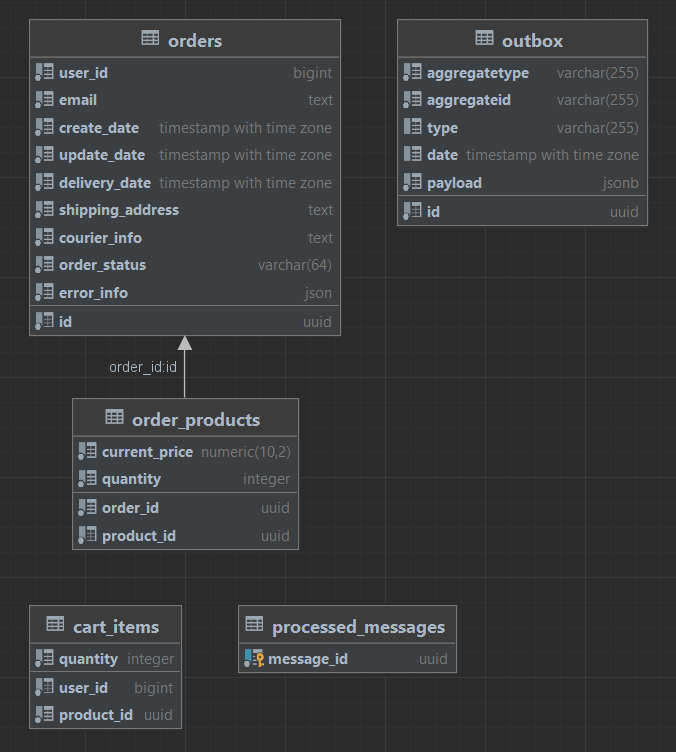 orders
user_id bigint
email text
create_date timestamp with time zone
update_date timestamp with time zone
delivery_date timestamp with time zone
shipping_address text
courier_info text
order_status varchar(64)
error_info json
id uuid
outbox
aggregatetype varchar(255)
aggregateid varchar(255)
type varchar(255)
date timestamp with time zone
payload jsonb
id uuid
order_id:id
order_products
current_price numeric(10,2)
quantity integer
order_id uuid
product_id uuid
cart_items
quantity integer
user_id bigint
product_id uuid
processed_messages
message_id uuid